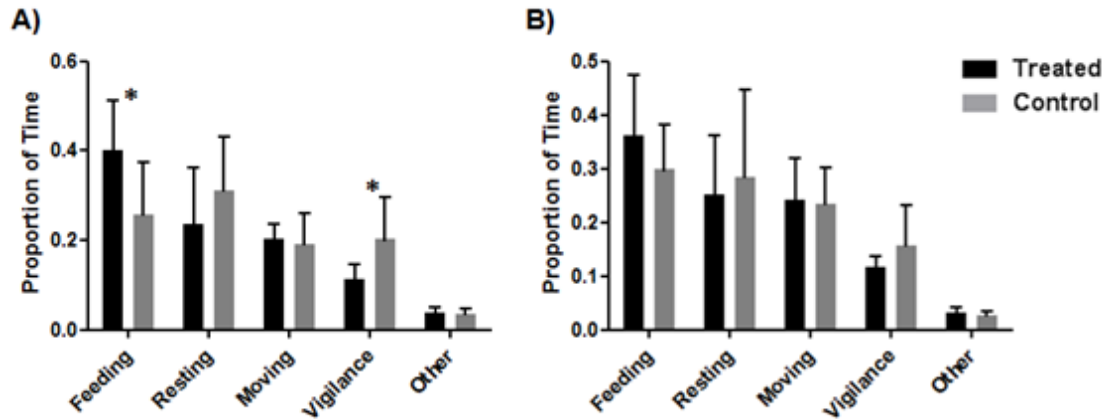 A)
Proportion of Time
0.6
0.4
0.2
0.0
*
*
Feeding
Resting
Moving
Vigilance
Other
B)
Proportion of Time
0.5
0.4
0.3
0.2
0.1
0.0
Feeding
Resting
Moving
Vigilance
Other
Treated
Control